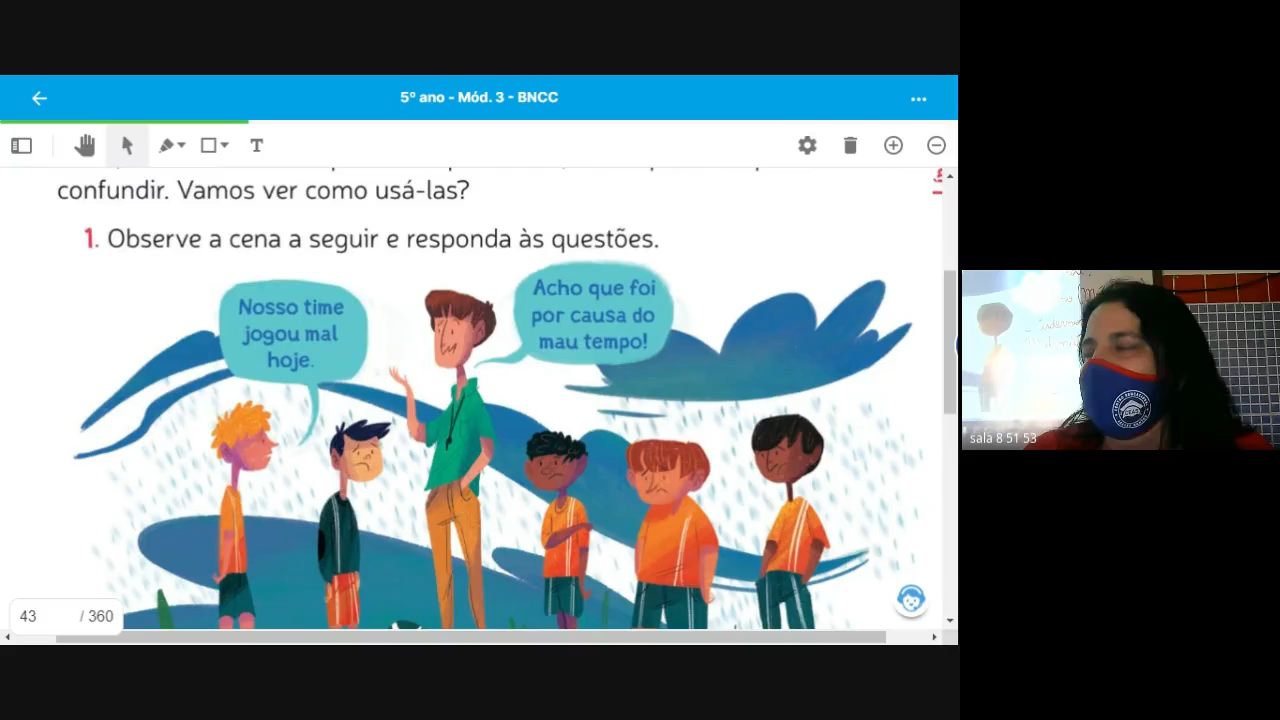 5º ano - Mód. 3 - BNCC
T
confundir. Vamos ver como usá-las?
1. Observe a cena a seguir e responda às questões.
Nosso time
jogou mal
hoje.
Acho que foi
por causa do
mau tempo!
43 / 360
sala 8 51 53